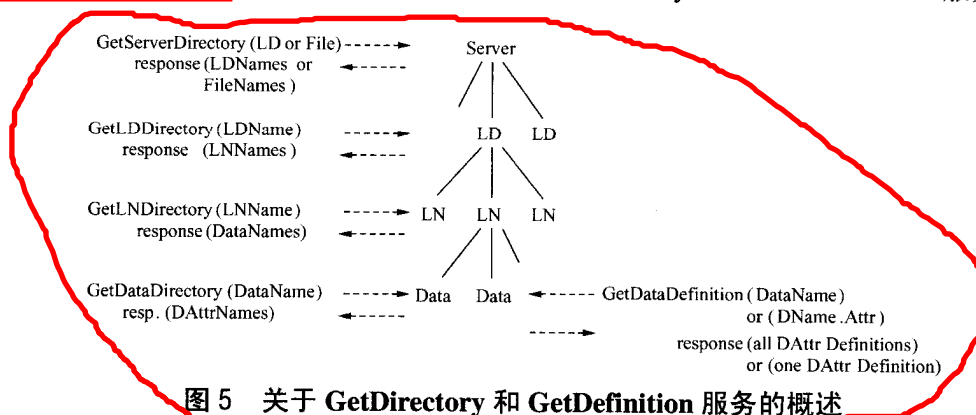 GetServerDirectory (LD or File)
response (LDNames or
FileNames)
Server
GetLDDirectory (LDName)
response (LNNames)
LD
LD
GetLNDirectory (LNName)
response (DataNames)
LN
LN
LN
GetDataDirectory (DataName)
resp. (DAttrNames)
Data
Data
GetDataDefinition (DataName)
or (DName.Attr)
response (all DAttr Definitions)
or (one DAttr Definition)
图 5 关于 GetDirectory 和 GetDefinition 服务的概述